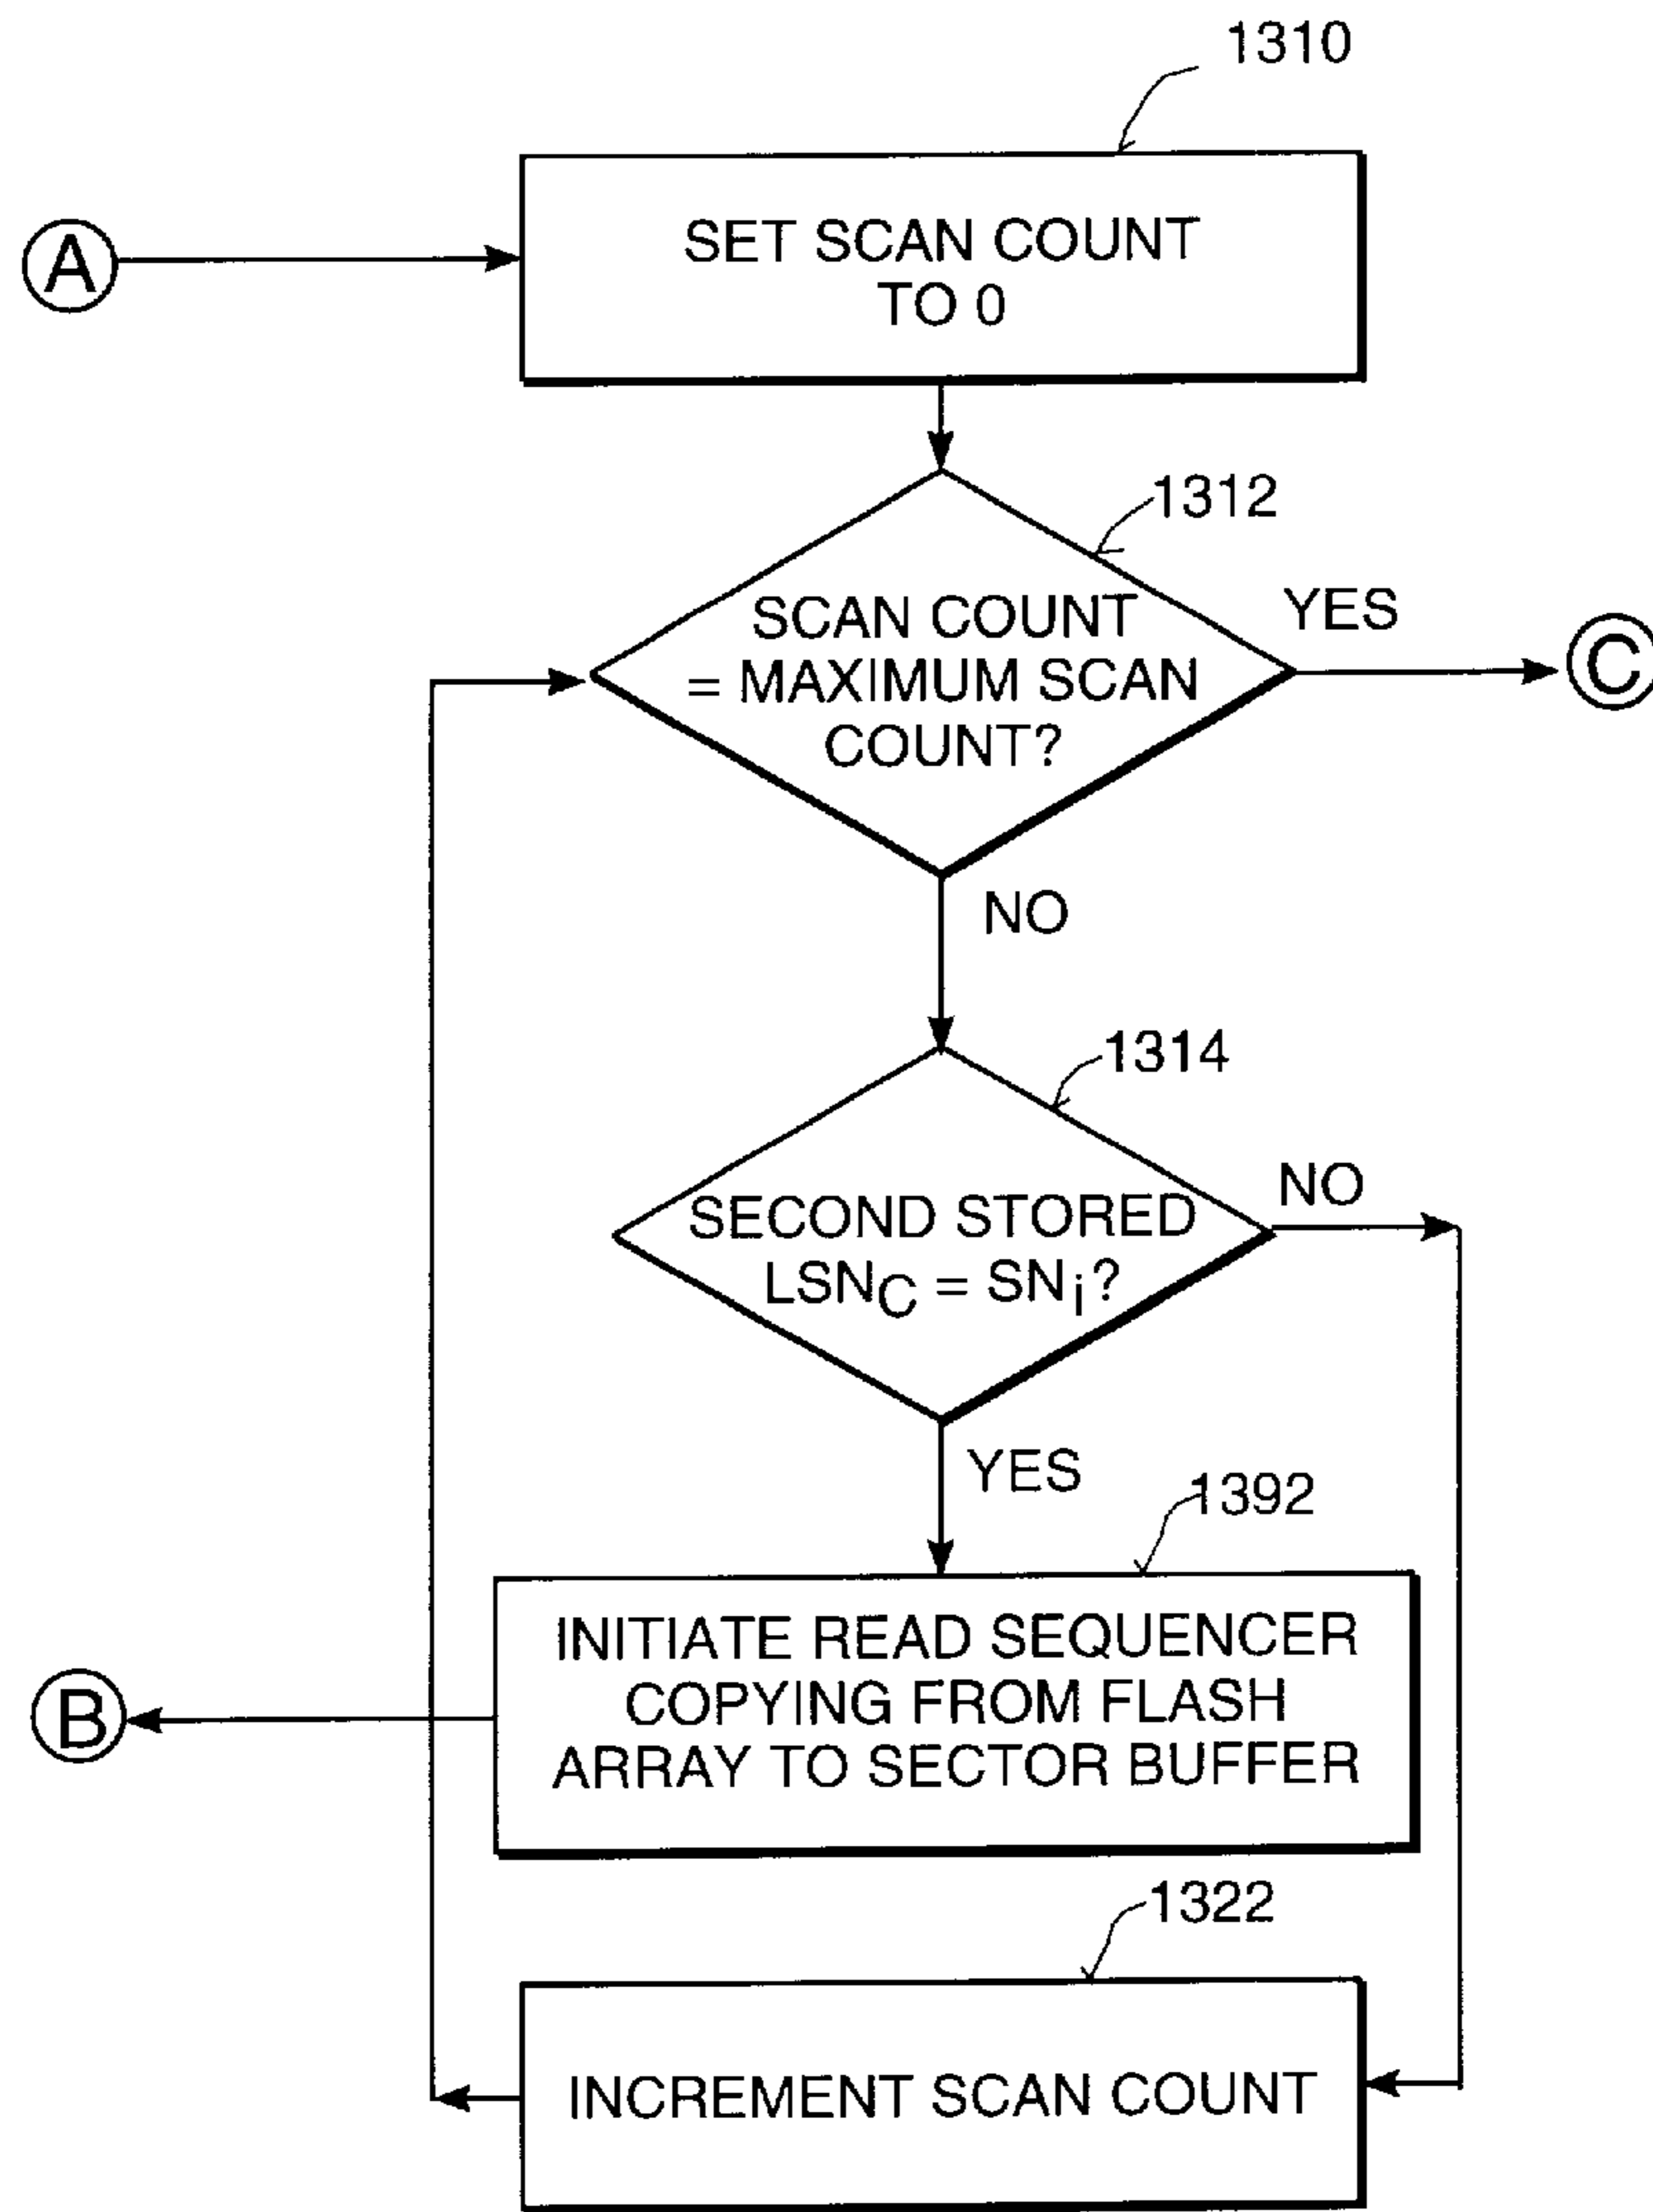 1310
A
SET SCAN COUNT
TO 0
1312
SCAN COUNT
= MAXIMUM SCAN
COUNT?
YES
C
NO
1314
SECOND STORED
LSNC = SNi?
NO
YES
1392
INITIATE READ SEQUENCER
COPYING FROM FLASH
ARRAY TO SECTOR BUFFER
B
1322
INCREMENT SCAN COUNT